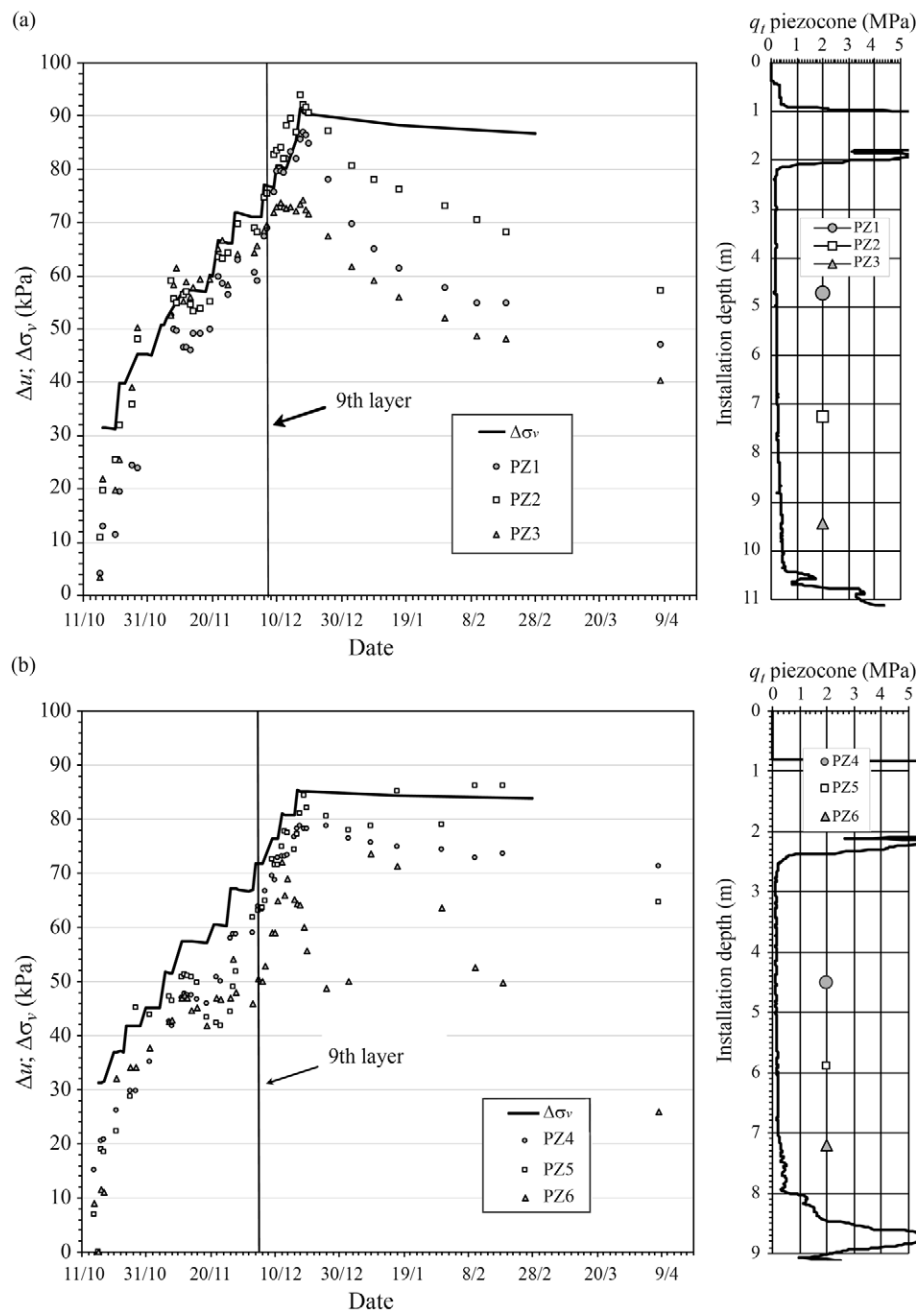 (a)
q_t piezocone (MPa)
0 1 2 3 4 5
100
90
80
70
60
50
40
30
20
10
0
Δu; Δσ_v (kPa)
9th layer
Δσ_v
PZ1
PZ2
PZ3
11/10 31/10 20/11 10/12 30/12 19/1 8/2 28/2 20/3 9/4
Date
0
1
2
3
4
5
6
7
8
9
10
11
Installation depth (m)
PZ1
PZ2
PZ3
(b)
q_t piezocone (MPa)
0 1 2 3 4 5
100
90
80
70
60
50
40
30
20
10
0
Δu; Δσ_v (kPa)
9th layer
Δσ_v
PZ4
PZ5
PZ6
11/10 31/10 20/11 10/12 30/12 19/1 8/2 28/2 20/3 9/4
Date
0
1
2
3
4
5
6
7
8
9
Installation depth (m)
PZ4
PZ5
PZ6